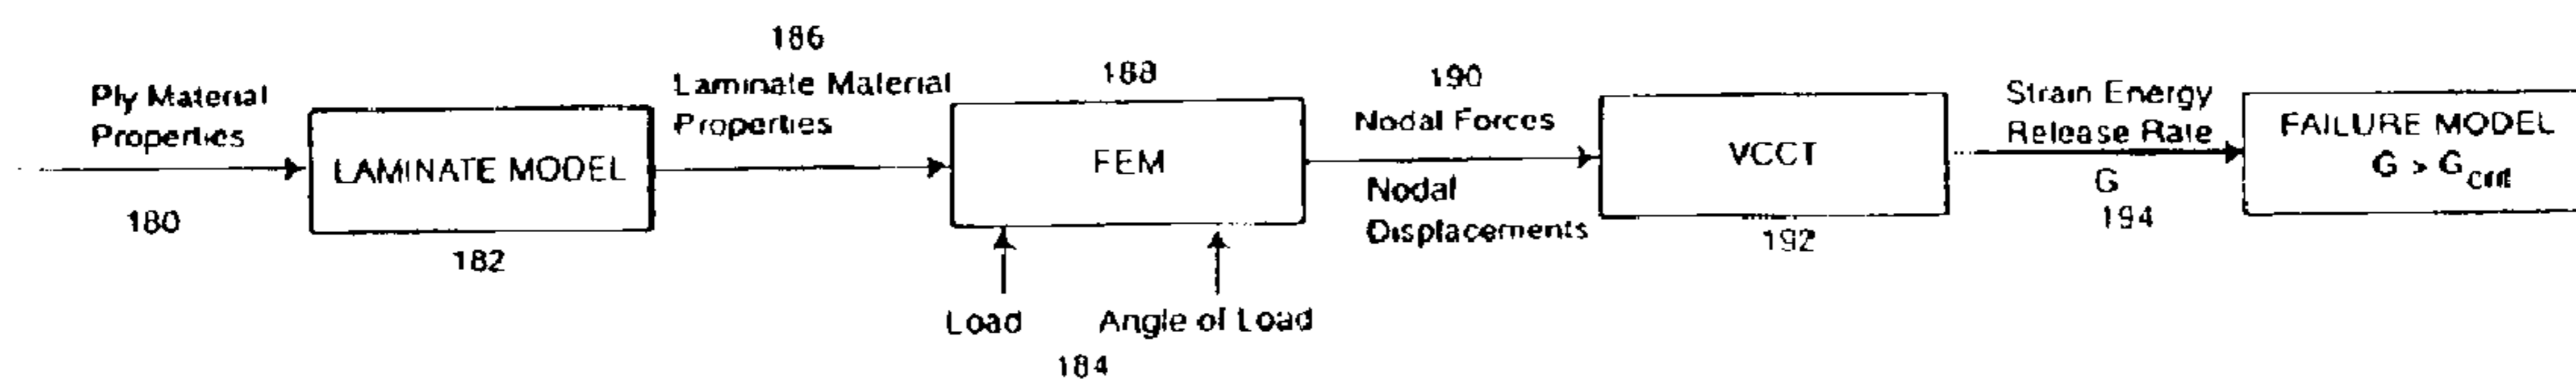 186
Ply Material
Properties
180
LAMINATE MODEL
182
Laminate Material
Properties
188
FEM
Load
Angle of Load
184
190
Nodal Forces
Nodal
Displacements
VCCT
192
Strain Energy
Release Rate
G
194
FAILURE MODEL
G > Gcrit